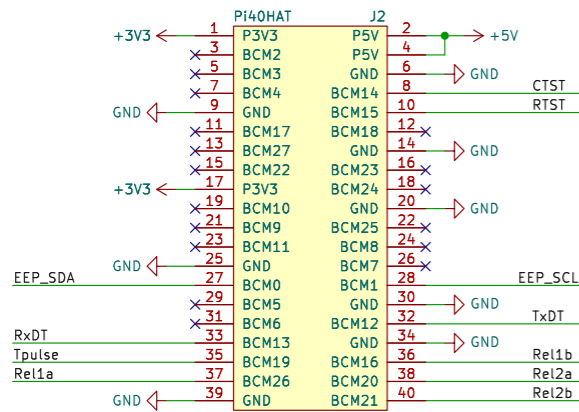 Pi40HAT J2
+3V3 1 P3V3 P5V 2 +5V
3 BCM2 P5V 4
5 BCM3 GND 6 GND
7 BCM4 BCM14 8 CTST
GND 9 GND BCM15 10 RTST
11 BCM17 BCM18 12
13 BCM27 GND 14 GND
15 BCM22 BCM23 16
+3V3 17 P3V3 BCM24 18
19 BCM10 GND 20 GND
21 BCM9 BCM25 22
23 BCM11 BCM8 24
GND 25 GND BCM7 26
EEP_SDA 27 BCM0 BCM1 28 EEP_SCL
29 BCM5 GND 30 GND
31 BCM6 BCM12 32 TxDT
RxDT 33 BCM13 GND 34 GND
Tpulse 35 BCM19 BCM16 36 Rel1b
Rel1a 37 BCM26 BCM20 38 Rel2a
GND 39 GND BCM21 40 Rel2b